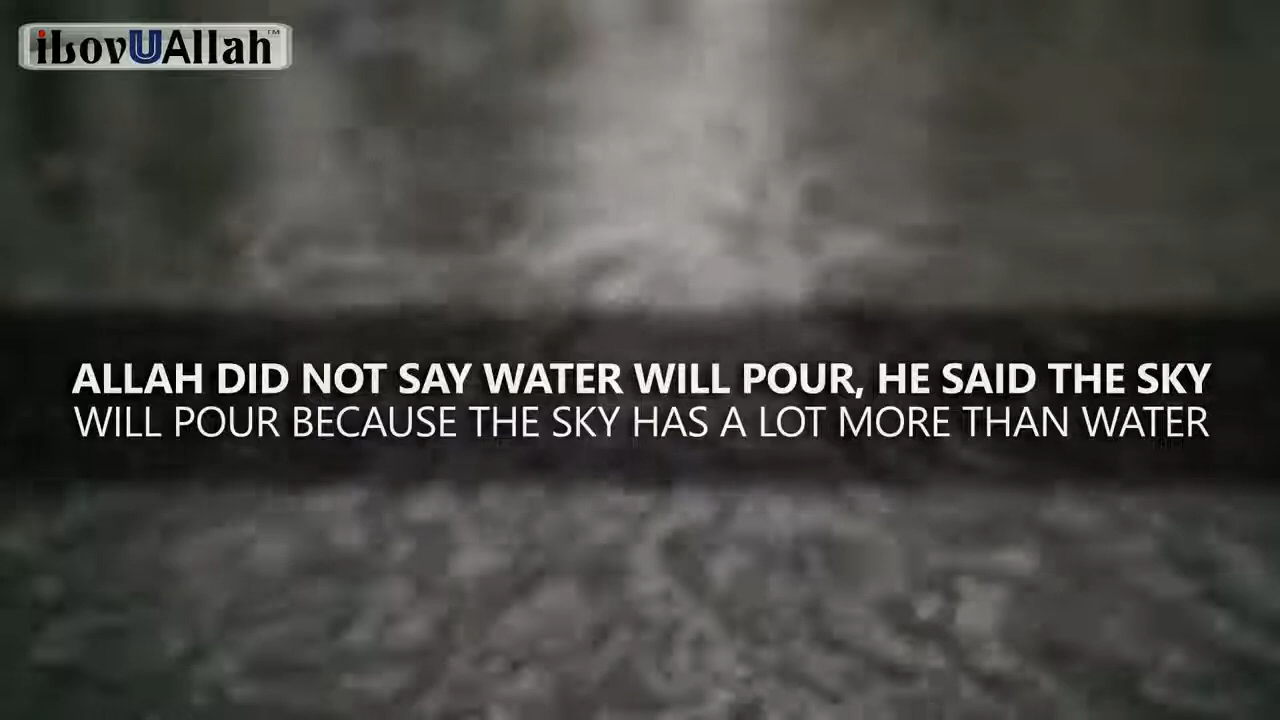 iLovUAllah™
ALLAH DID NOT SAY WATER WILL POUR, HE SAID THE SKY
WILL POUR BECAUSE THE SKY HAS A LOT MORE THAN WATER